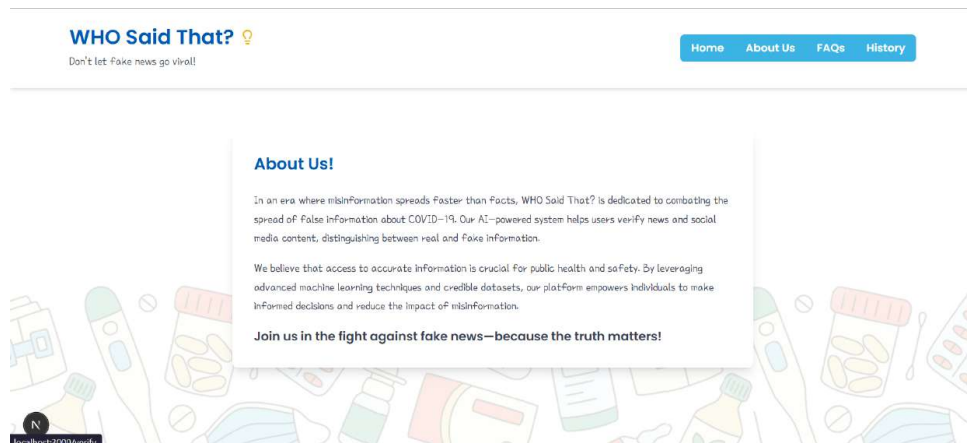 WHO Said That?
Don't let fake news go viral!
Home About Us FAQs History
About Us!
In an era where misinformation spreads faster than facts, WHO Said That? is dedicated to combating the
spread of false information about COVID-19. Our AI-powered system helps users verify news and social
media content, distinguishing between real and fake information.
We believe that access to accurate information is crucial for public health and safety. By leveraging
advanced machine learning techniques and credible datasets, our platform empowers individuals to make
informed decisions and reduce the impact of misinformation.
Join us in the fight against fake news—because the truth matters!
N
localhost:3000/verify